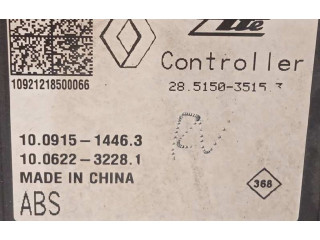 Ate
Controller
10921218500066
28.5150-3515.3
10.0915-1446.3
10.0622-3228.1
MADE IN CHINA
368
ABS